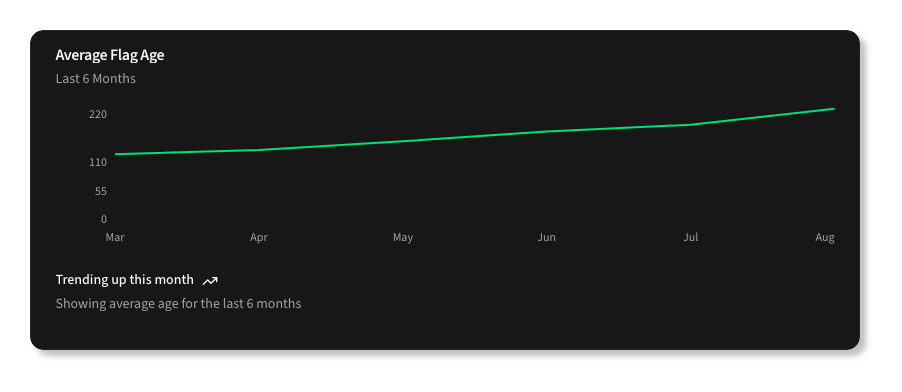 Average Flag Age
Last 6 Months
220
110
55
0
Mar Apr May Jun Jul Aug
Trending up this month
Showing average age for the last 6 months